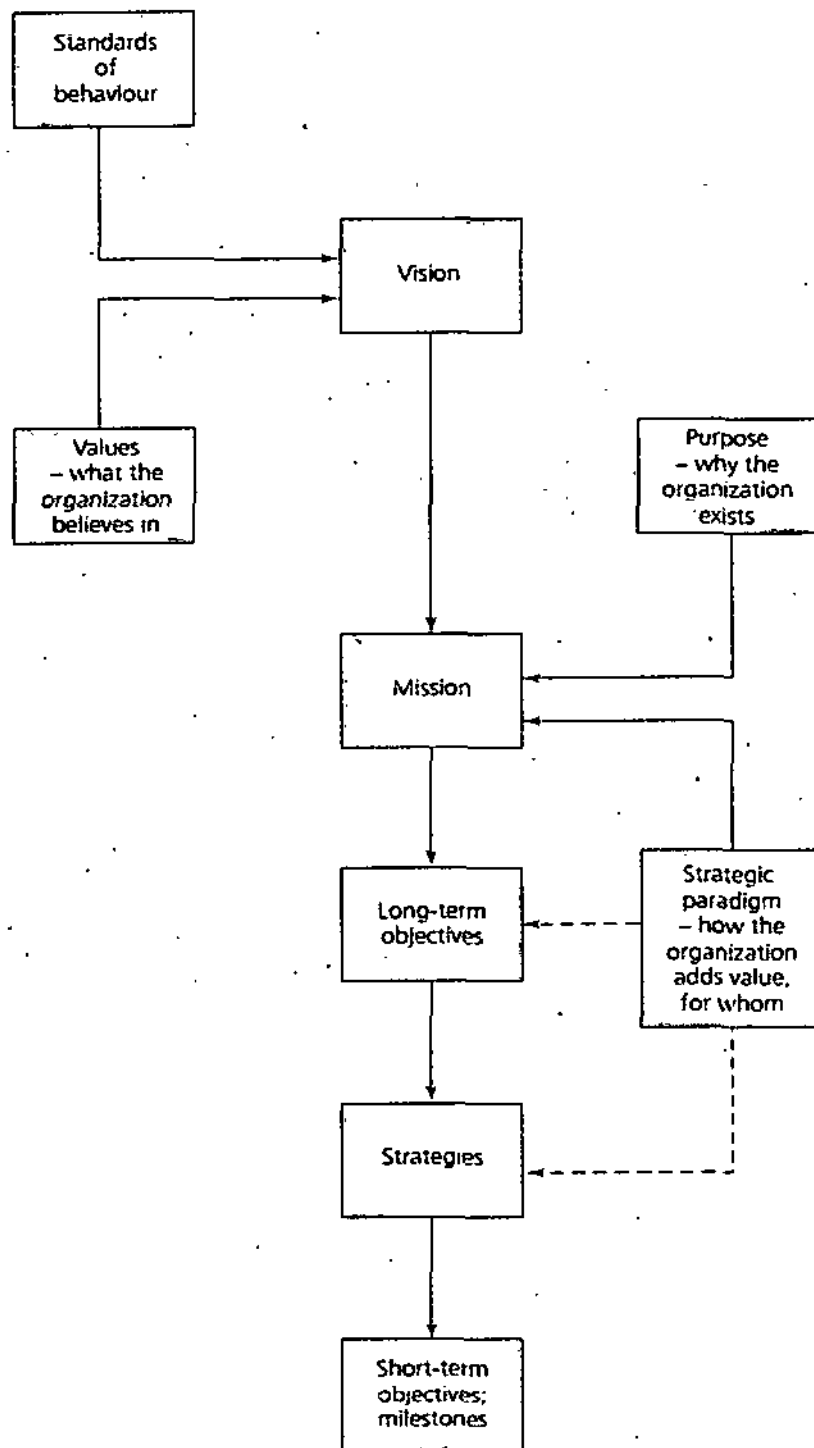 Standards
of
behaviour
Vision
Values
– what the
organization
believes in
Purpose
– why the
organization
exists
Mission
Long-term
objectives
Strategic
paradigm
– how the
organization
adds value,
for whom
Strategies
Short-term
objectives;
milestones